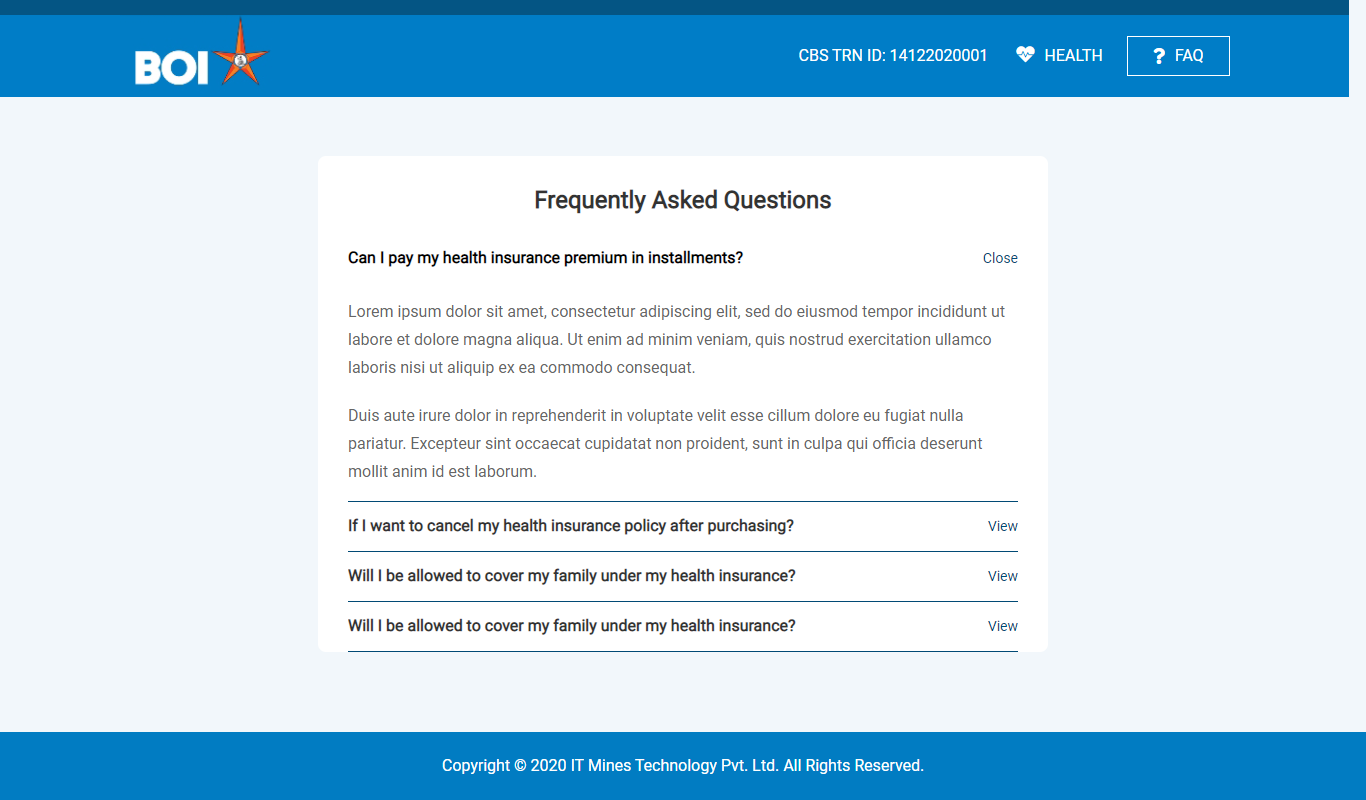 BOI
CBS TRN ID: 14122020001 HEALTH ? FAQ
Frequently Asked Questions
Can I pay my health insurance premium in installments? Close
Lorem ipsum dolor sit amet, consectetur adipiscing elit, sed do eiusmod tempor incididunt ut
labore et dolore magna aliqua. Ut enim ad minim veniam, quis nostrud exercitation ullamco
laboris nisi ut aliquip ex ea commodo consequat.
Duis aute irure dolor in reprehenderit in voluptate velit esse cillum dolore eu fugiat nulla
pariatur. Excepteur sint occaecat cupidatat non proident, sunt in culpa qui officia deserunt
mollit anim id est laborum.
If I want to cancel my health insurance policy after purchasing? View
Will I be allowed to cover my family under my health insurance? View
Will I be allowed to cover my family under my health insurance? View
Copyright © 2020 IT Mines Technology Pvt. Ltd. All Rights Reserved.